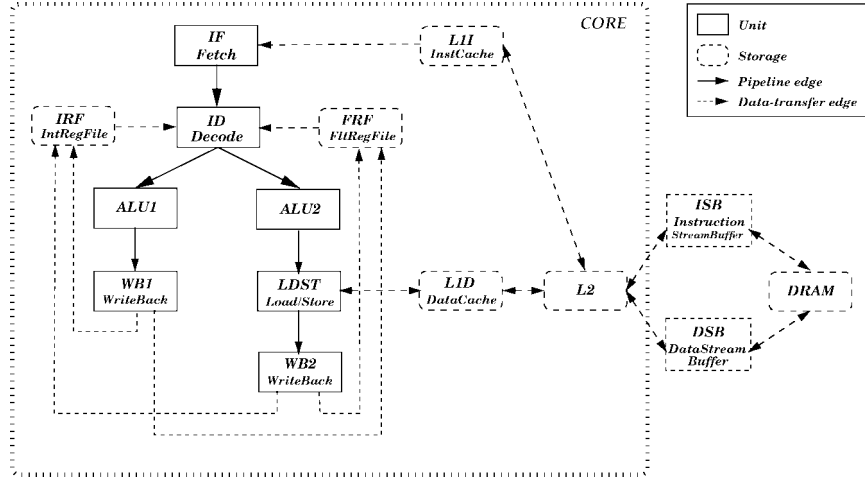 CORE
IF
Fetch
L1I
InstCache
Unit
Storage
Pipeline edge
Data-transfer edge
IRF
IntRegFile
ID
Decode
FRF
FltRegFile
ALU1
ALU2
ISB
Instruction
StreamBuffer
WB1
WriteBack
LDST
Load/Store
L1D
DataCache
L2
DRAM
DSB
DataStream
Buffer
WB2
WriteBack